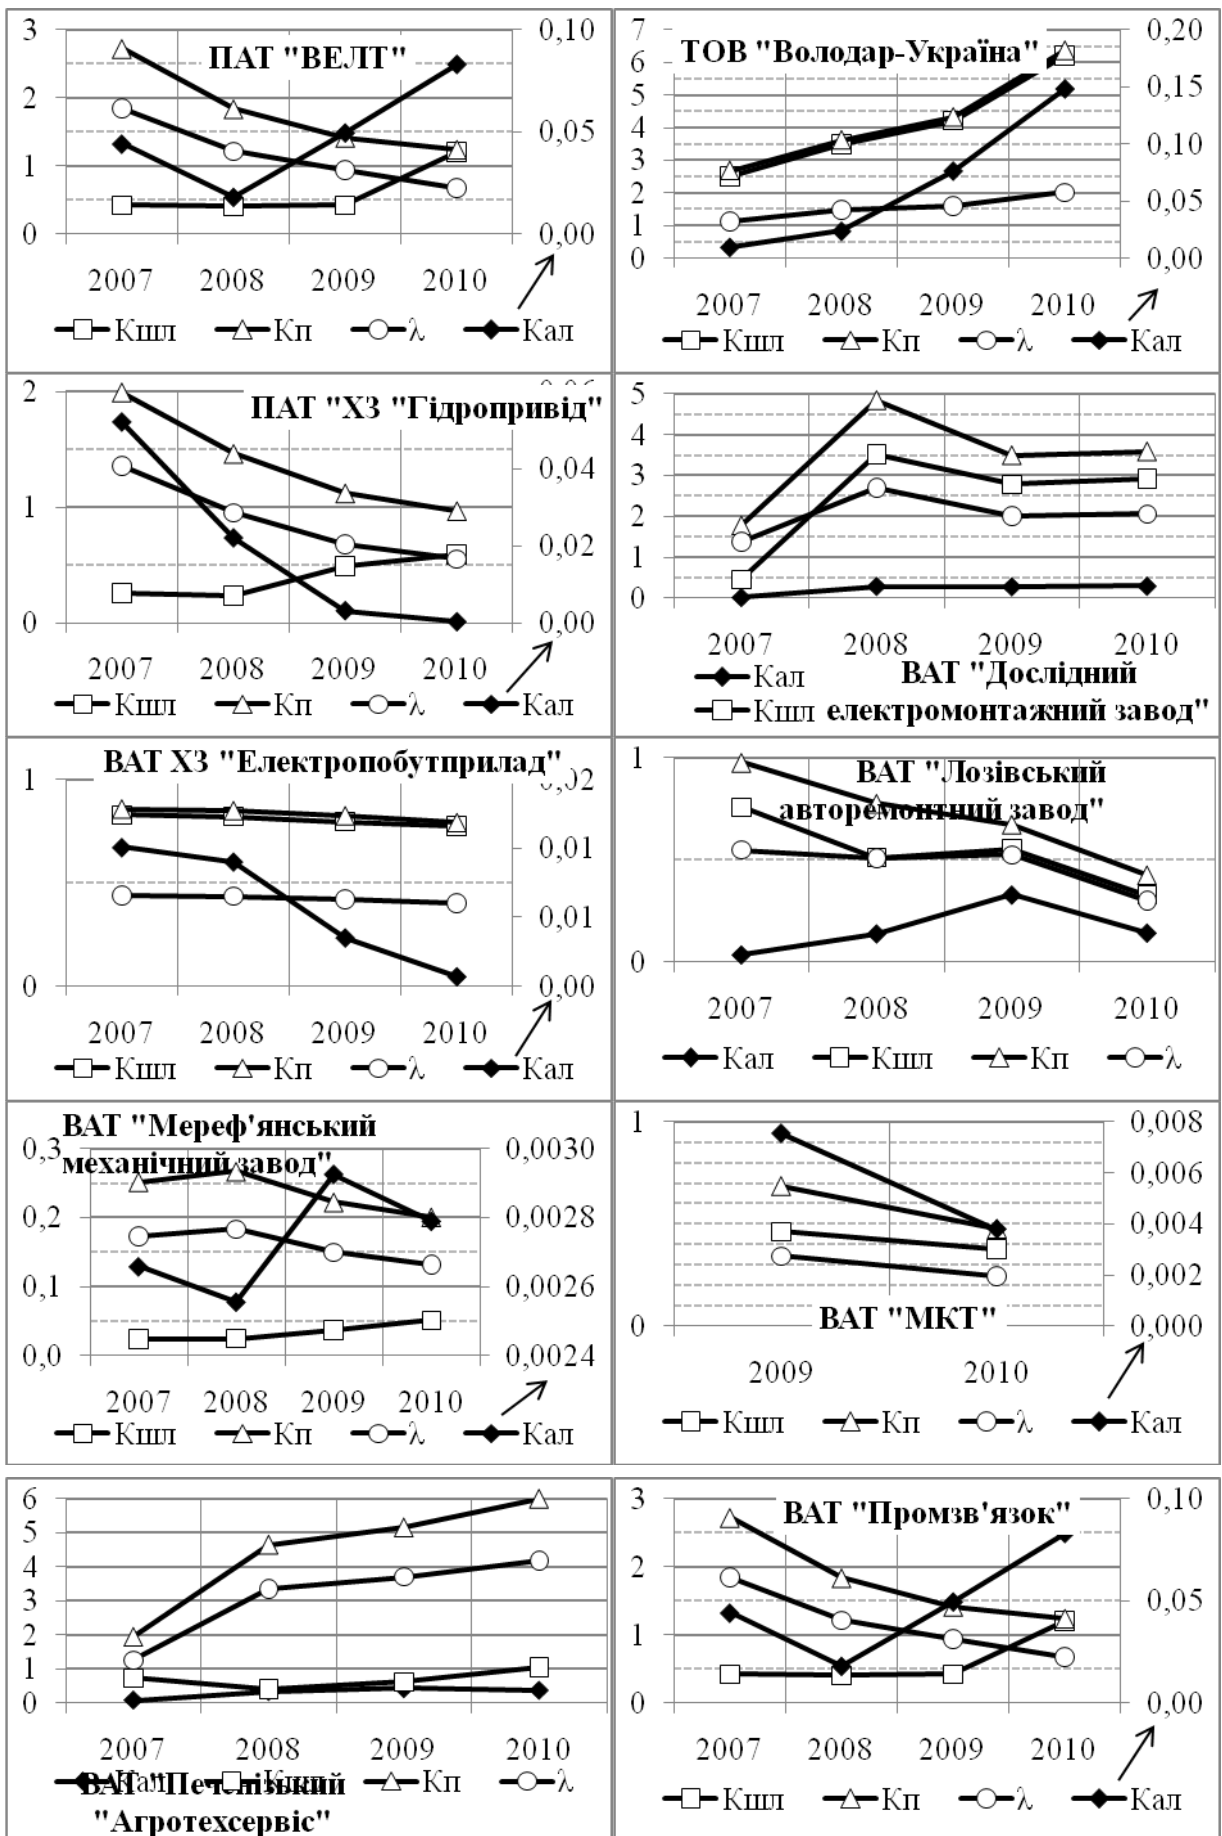 ПАТ "ВЕЛТ"
3
2
1
0
0,10
0,05
0,00
2007 2008 2009 2010
Кшл Кп λ Кал
ТОВ "Володар-Україна"
7
6
5
4
3
2
1
0
0,20
0,15
0,10
0,05
0,00
2007 2008 2009 2010
Кшл Кп λ Кал
ПАТ "ХЗ "Гідропривід"
2
1
0
0,06
0,04
0,02
0,00
2007 2008 2009 2010
Кшл Кп λ Кал
5
4
3
2
1
0
2007 2008 2009 2010
Кал
Кшл
ВАТ "Дослідний
електромонтажний завод"
ВАТ ХЗ "Електропобутприлад"
1
0
0,02
0,01
0,01
0,00
2007 2008 2009 2010
Кшл Кп λ Кал
ВАТ "Лозівський
авторемонтний завод"
1
0
2007 2008 2009 2010
Кал Кшл Кп λ
ВАТ "Мереф'янський
механічний завод"
0,3
0,2
0,1
0,0
0,0030
0,0028
0,0026
0,0024
2007 2008 2009 2010
Кшл Кп λ Кал
1
0
0,008
0,006
0,004
0,002
0,000
ВАТ "МКТ"
2009 2010
Кшл Кп λ Кал
6
5
4
3
2
1
0
2007 2008 2009 2010
Кал Кшл Кп λ
ВАТ "Печенізький
"Агротехсервіс"
ВАТ "Промзв'язок"
3
2
1
0
0,10
0,05
0,00
2007 2008 2009 2010
Кшл Кп λ Кал